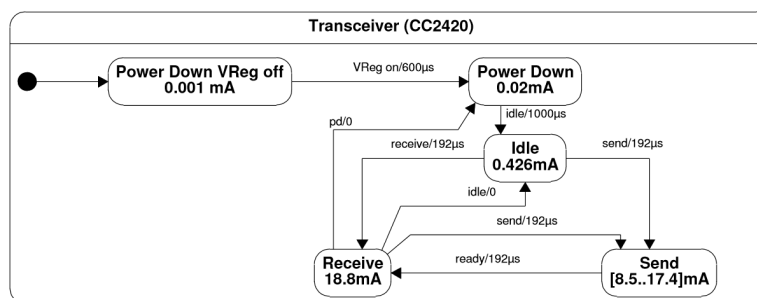 Transceiver (CC2420)
Power Down VReg off
0.001 mA
VReg on/600µs
Power Down
0.02mA
pd/0
idle/1000µs
receive/192µs
Idle
0.426mA
send/192µs
idle/0
send/192µs
Receive
18.8mA
ready/192µs
Send
[8.5..17.4]mA